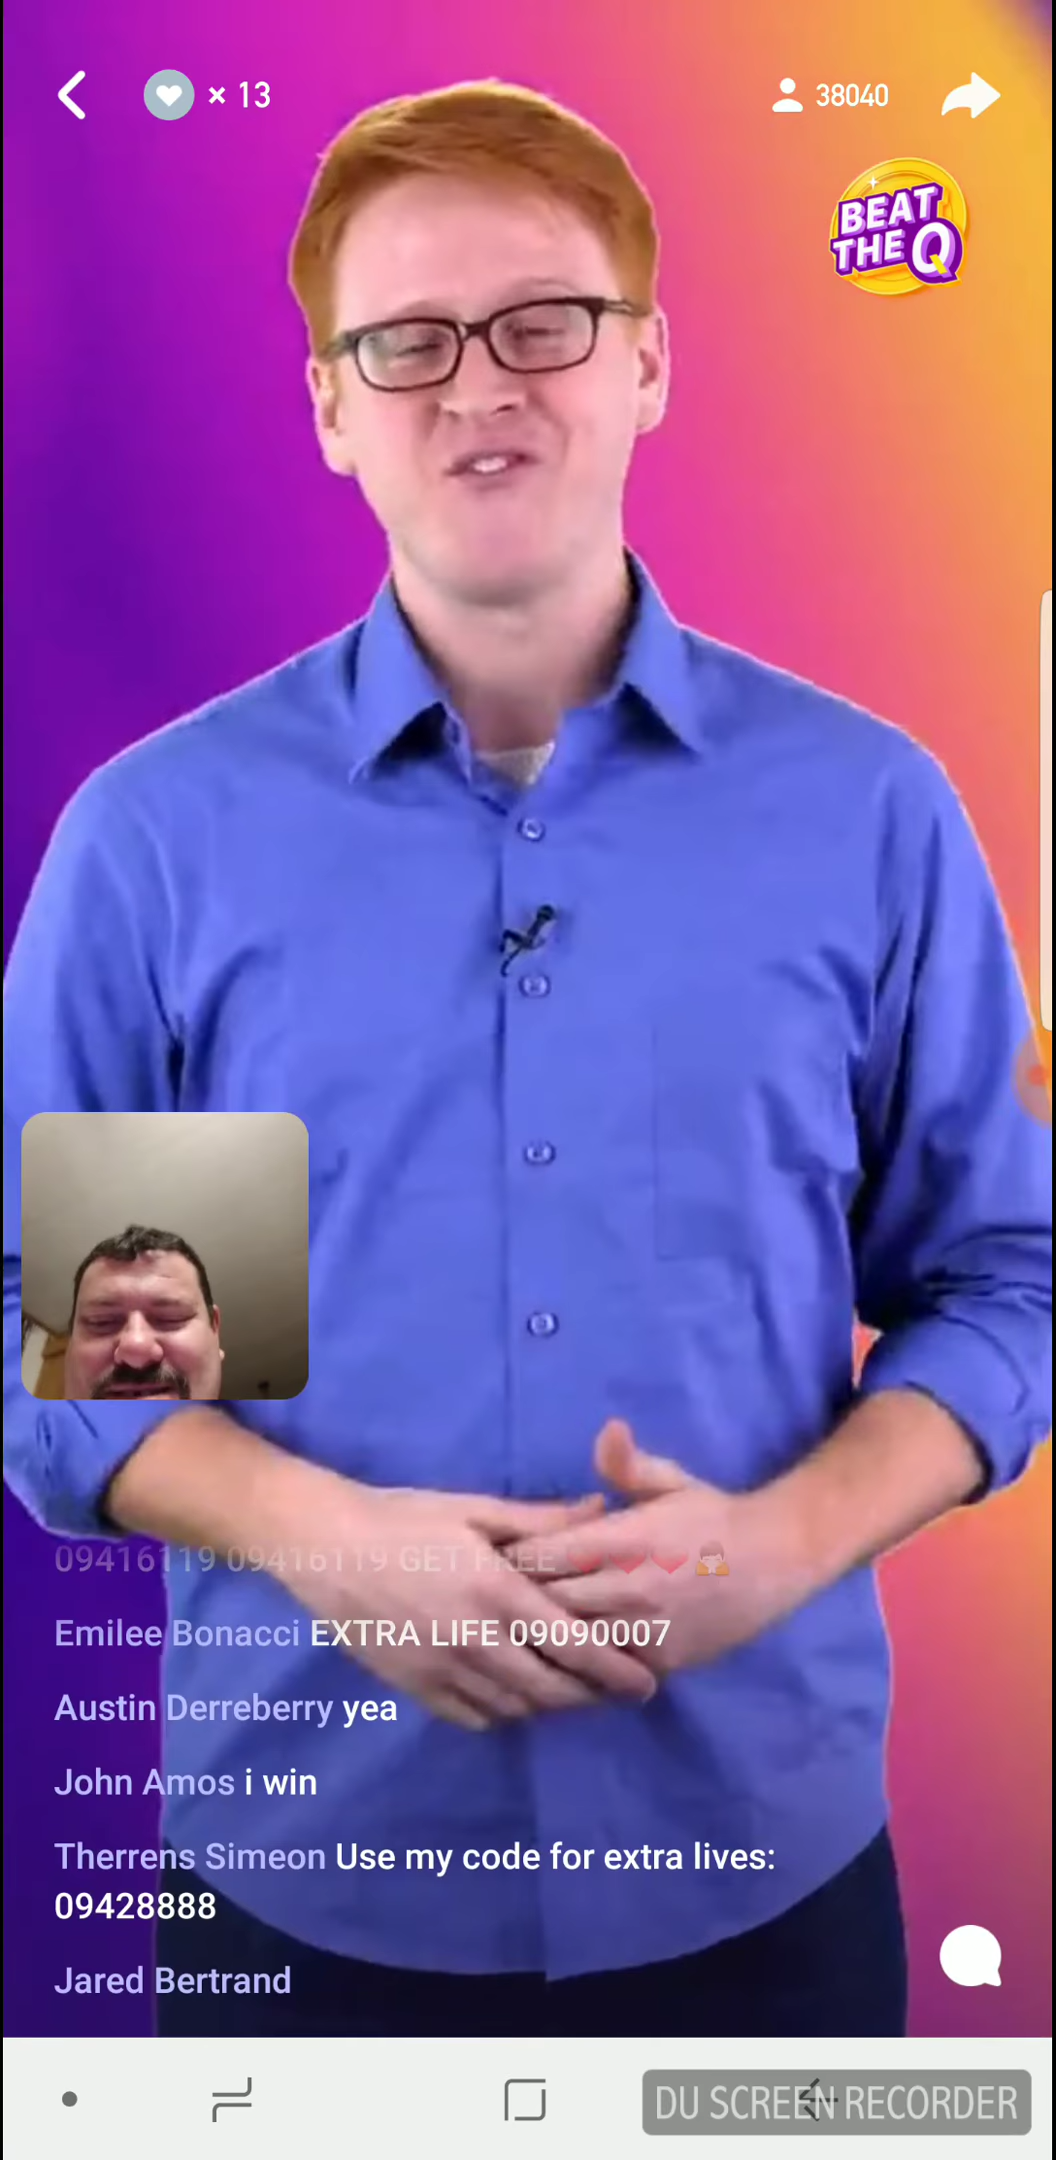 × 13
38040
BEAT
THE Q
09416119 09416119 GET FREE ❤❤❤🙇
Emilee Bonacci EXTRA LIFE 09090007
Austin Derreberry yea
John Amos i win
Therrens Simeon Use my code for extra lives:
09428888
Jared Bertrand
DU SCREEN RECORDER